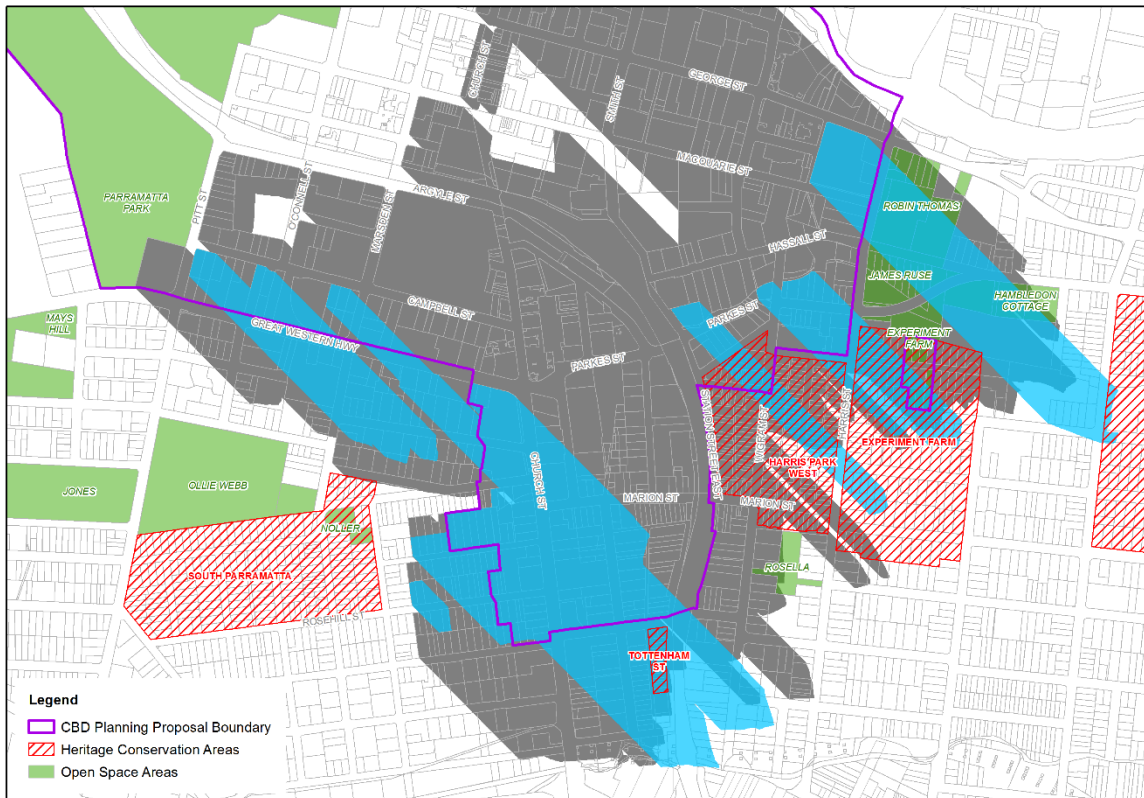 CHURCH ST
SMITH ST
GEORGE ST
MACQUARIE ST
ARGYLE ST
O'CONNELL ST
MARSDEN ST
PITT ST
PARRAMATTA
PARK
ROBIN THOMAS
HASSALL ST
JAMES RUSE
HAMBLEDON
COTTAGE
CAMPBELL ST
PARKES ST
MAYS
HILL
GREAT WESTERN HWY
EXPERIMENT
FARM
PARKES ST
STATION STREET EAST
WIGRAM ST
HARRIS ST
EXPERIMENT FARM
HARRIS PARK
WEST
CHURCH ST
MARION ST
MARION ST
JONES
OLLIE WEBB
NOLLER
SOUTH PARRAMATTA
ROSELLA
ROSEHILL ST
TOTTENHAM
ST
Legend
CBD Planning Proposal Boundary
Heritage Conservation Areas
Open Space Areas